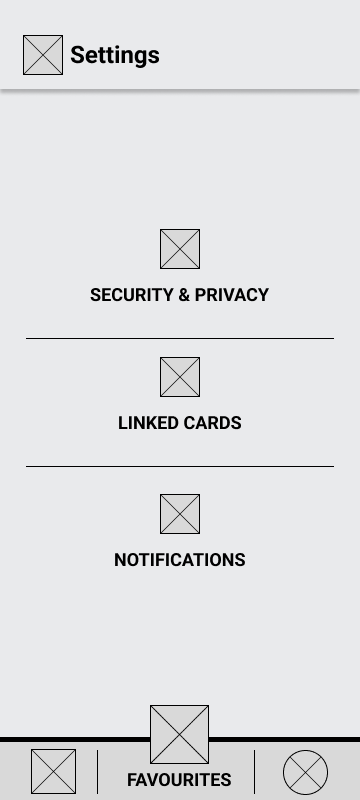 Settings
SECURITY & PRIVACY
LINKED CARDS
NOTIFICATIONS
FAVOURITES